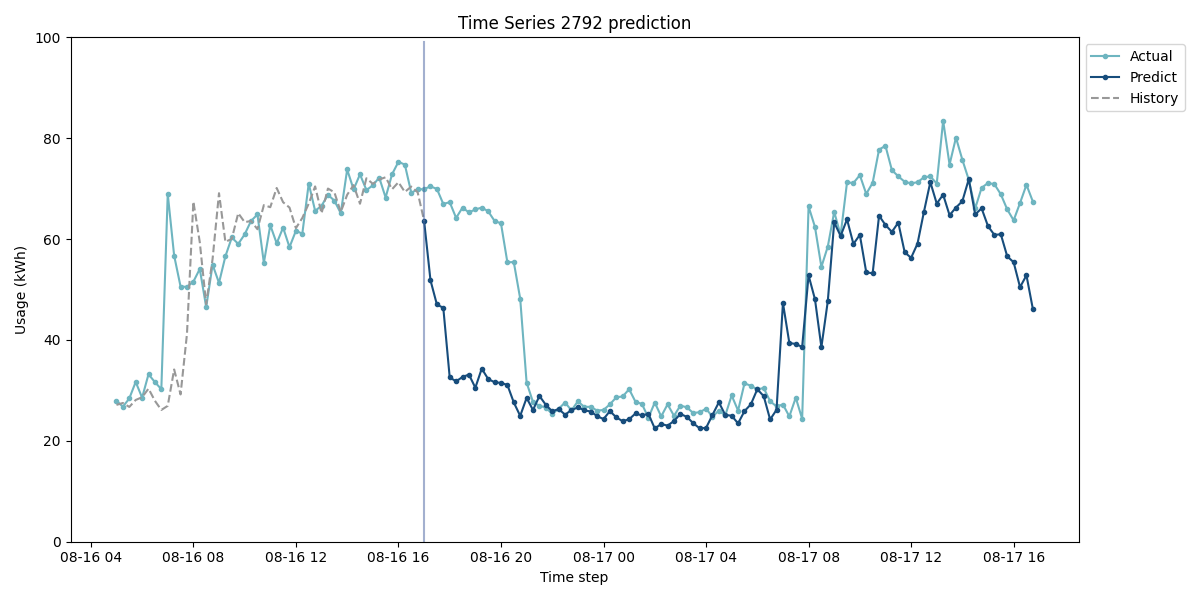 Time Series 2792 prediction
Usage (kWh)
100
80
60
40
20
0
08-16 04
08-16 08
08-16 12
08-16 16
08-16 20
08-17 00
08-17 04
08-17 08
08-17 12
08-17 16
Time step
Actual
Predict
History